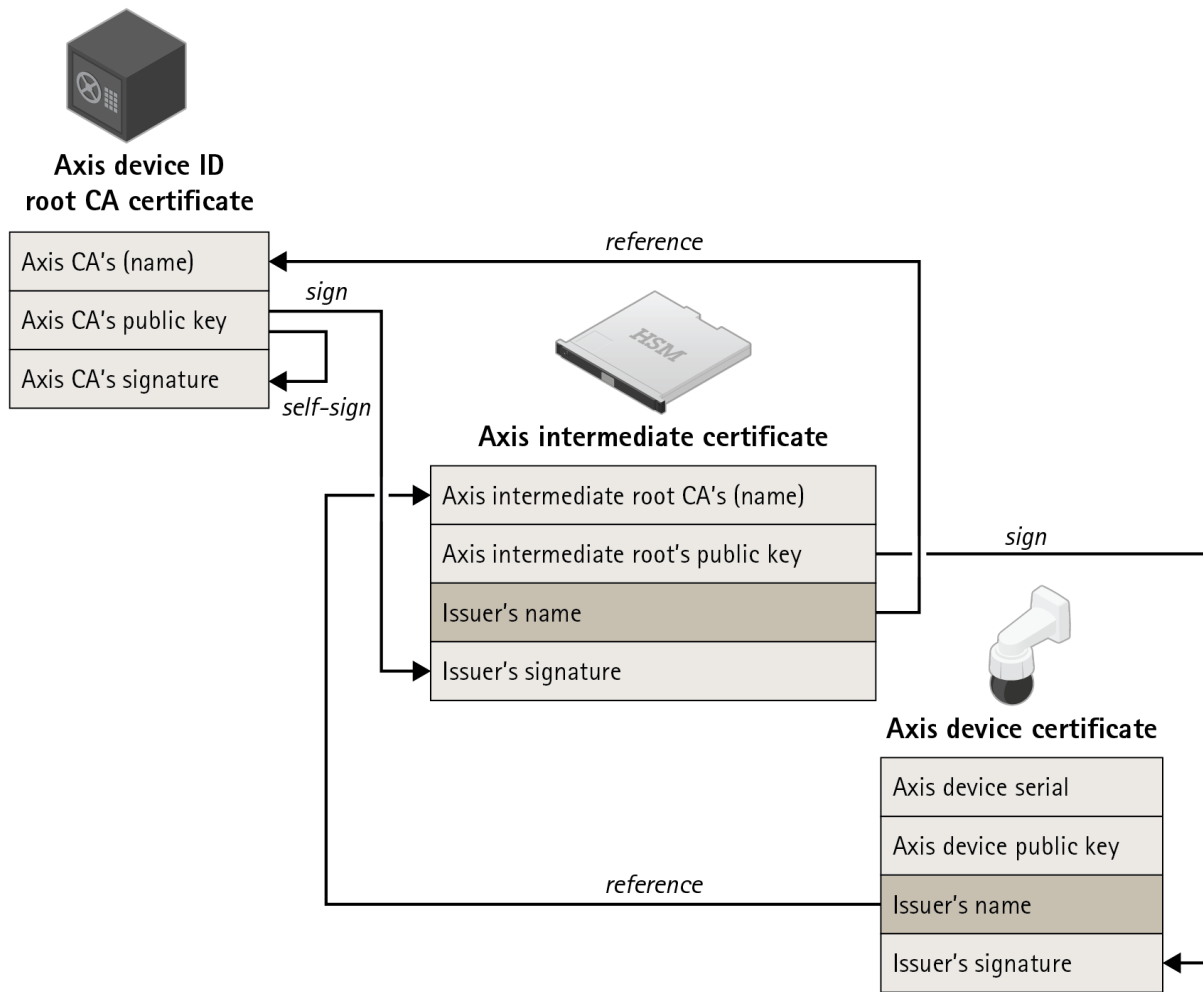 Axis device ID
root CA certificate
Axis CA's (name)
Axis CA's public key
Axis CA's signature
reference
sign
self-sign
HSM
Axis intermediate certificate
Axis intermediate root CA's (name)
Axis intermediate root's public key
Issuer's name
Issuer's signature
sign
Axis device certificate
Axis device serial
Axis device public key
Issuer's name
Issuer's signature
reference